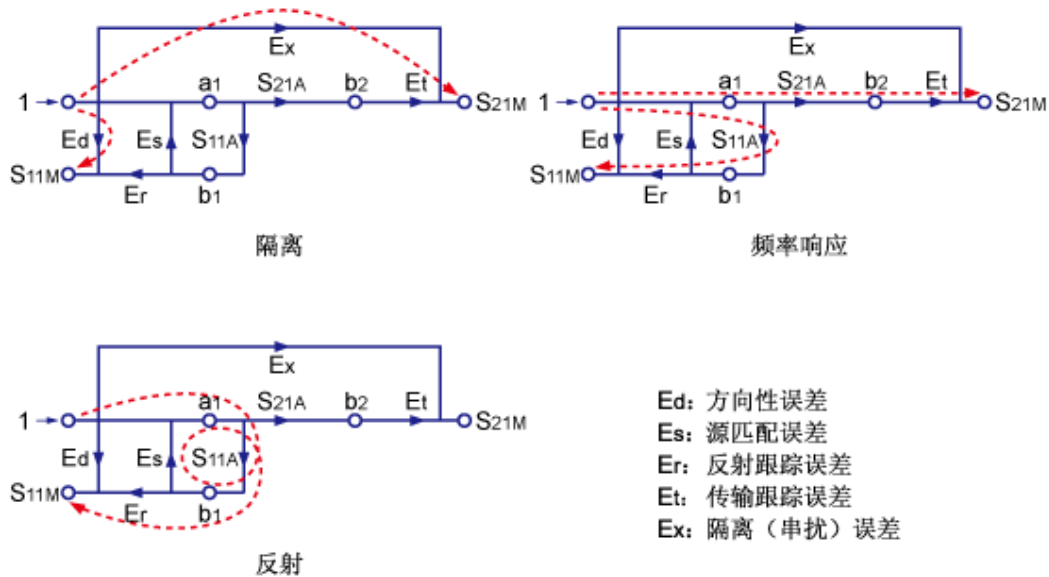 Ex
1 a1 S21A b2 Et S21M
Ed Es S11A
S11M Er b1
隔离
Ex
1 a1 S21A b2 Et S21M
Ed Es S11A
S11M Er b1
频率响应
Ex
1 a1 S21A b2 Et S21M
Ed Es S11A
S11M Er b1
反射
Ed: 方向性误差
Es: 源匹配误差
Er: 反射跟踪误差
Et: 传输跟踪误差
Ex: 隔离（串扰）误差